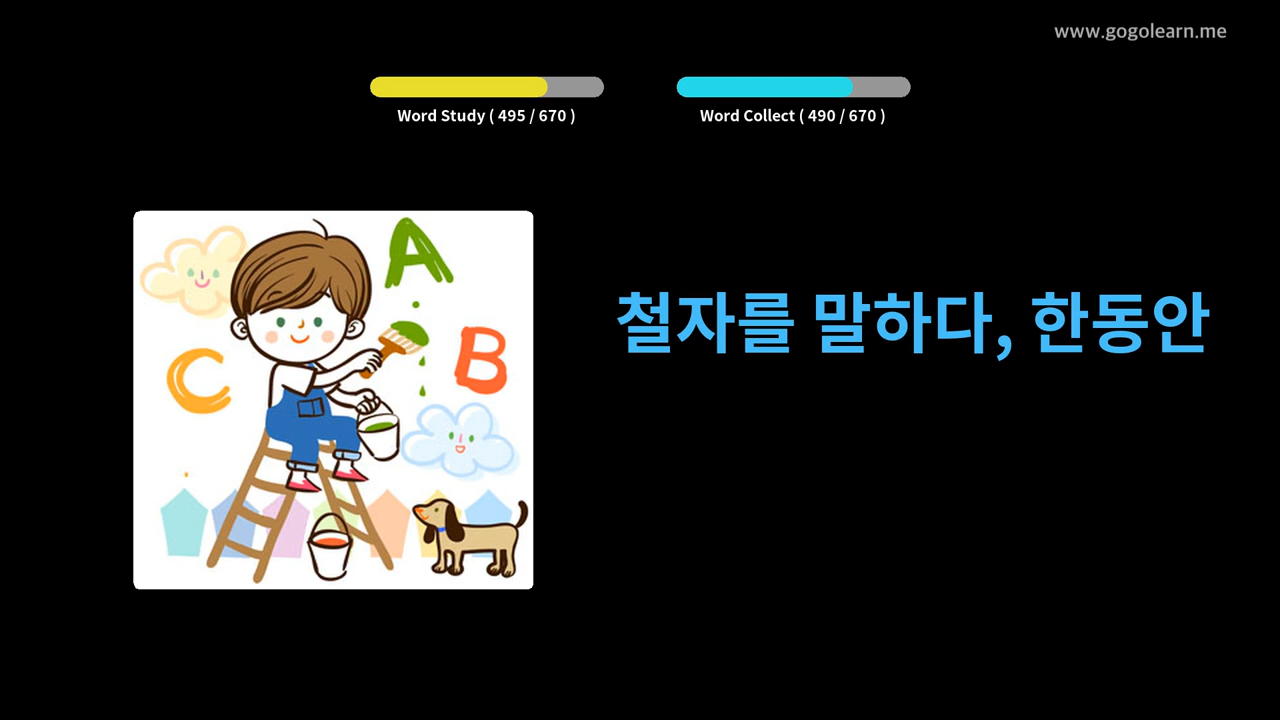 www.gogolearn.me
Word Study ( 495 / 670 )
Word Collect ( 490 / 670 )
A
B
C
철자를 말하다, 한동안